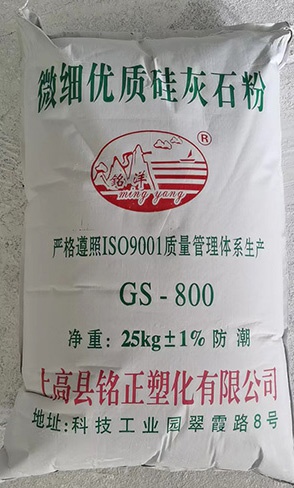 微细优质硅灰石粉
®
铭洋
ming yang
严格遵照ISO9001质量管理体系生产
GS-800
净重：25kg±1% 防潮
上高县铭正塑化有限公司
地址：科技工业园翠霞路8号